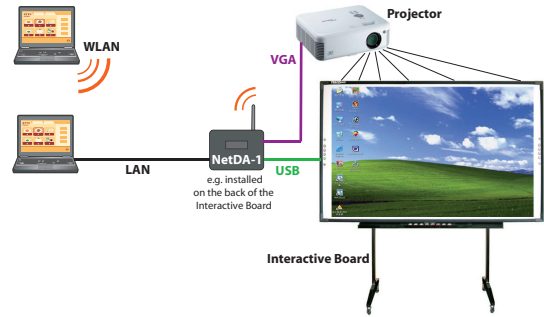 Projector
WLAN
VGA
NetDA-1
LAN
USB
e.g. installed
on the back of the
Interactive Board
Interactive Board